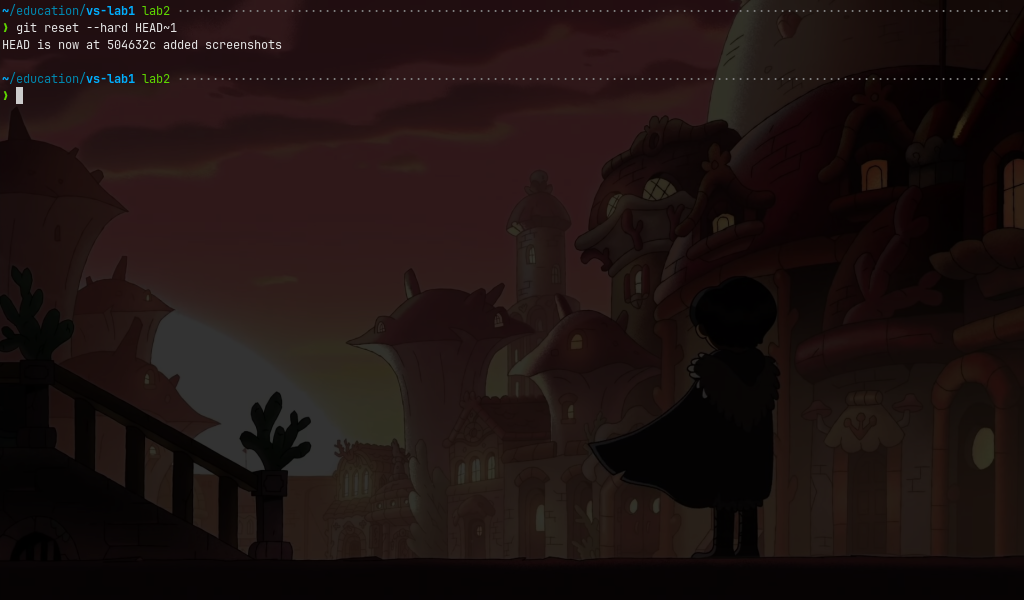 ~/education/vs-lab1 lab2
❯ git reset --hard HEAD~1
HEAD is now at 504632c added screenshots
~/education/vs-lab1 lab2
❯